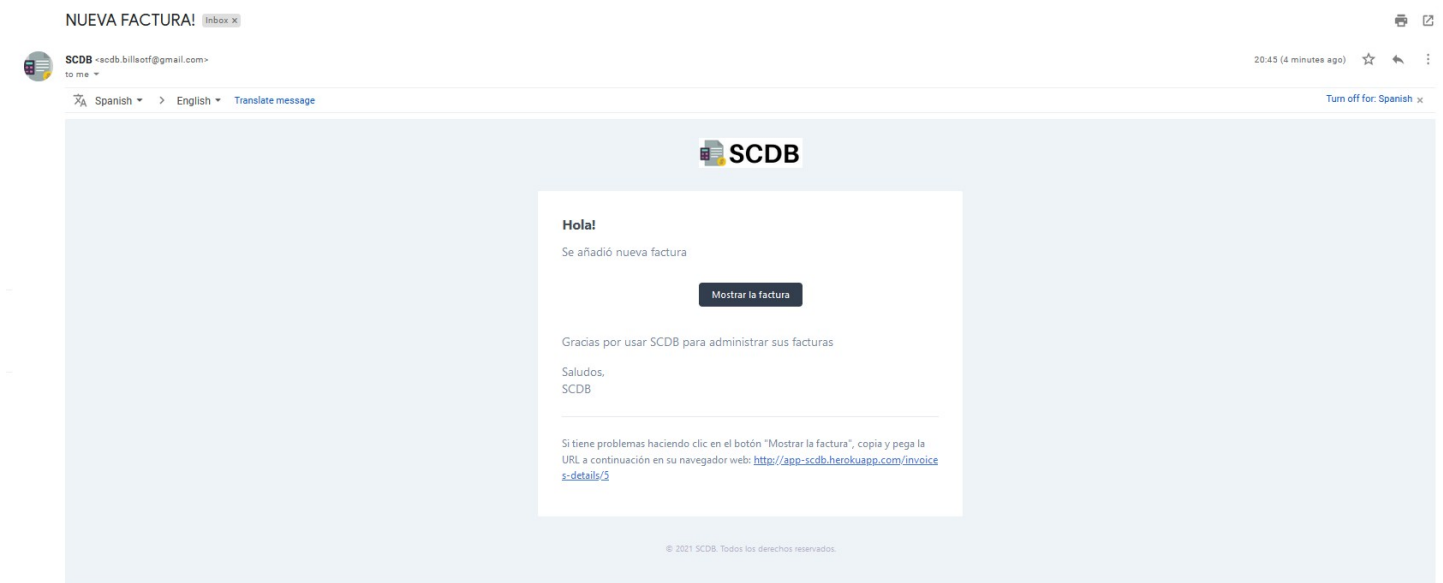 NUEVA FACTURA! Inbox x
SCDB <scdb.billsotf@gmail.com> 20:45 (4 minutes ago)
to me
Spanish > English Translate message Turn off for: Spanish x
SCDB
Hola!
Se añadió nueva factura
Mostrar la factura
Gracias por usar SCDB para administrar sus facturas
Saludos,
SCDB
Si tiene problemas haciendo clic en el botón "Mostrar la factura", copia y pega la
URL a continuación en su navegador web: http://app-scdb.herokuapp.com/invoice
s-details/5
© 2021 SCDB. Todos los derechos reservados.